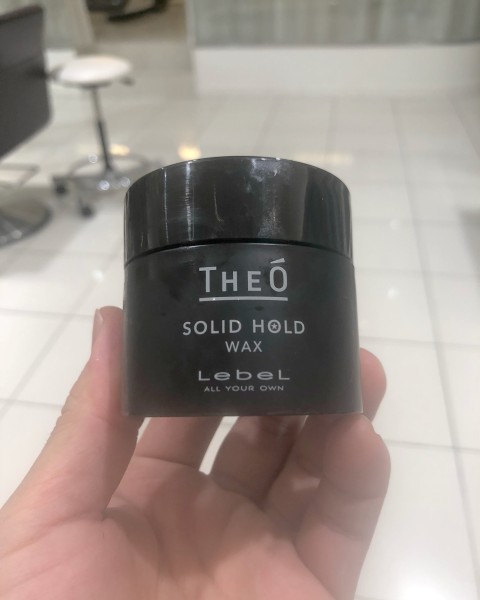 THEÓ
SOLID HOLD
WAX
LebeL
ALL YOUR OWN